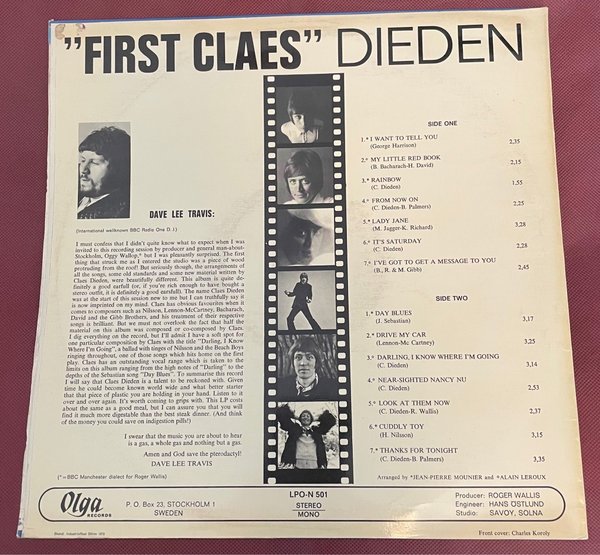 "FIRST CLAES" DIEDEN
DAVE LEE TRAVIS:
(International wellknown BBC Radio One D.J.)
I must confess that I didn't quite know what to expect when I was
invited to this recording session by producer and general man-about-
Stockholm, Oggy Wallop,* but I was pleasantly surprised. The first
thing that struck me as I entered the studio was a piece of wood
protruding from the roof! But seriously though, the arrangements of
all the songs, some old standards and some new material written by
Claes Dieden, were beautifully different. This album is quite de-
finitely a good earfull (or, if you're rich enough to have bought a
stereo outfit, it is definitely a good earsfull). The name Claes Dieden
was at the start of this session new to me but I can truthfully say it
is now imprinted on my mind. Claes has obvious favourites when it
comes to composers such as Nilsson, Lennon-McCartney, Bacharach,
David and the Gibb Brothers, and his treatment of their respective
songs is brilliant. But we must not overlook the fact that half the
material on this album was composed or co-composed by Claes.
I dig everything on the record, but I'll admit I have a soft spot for
one particular composition by Claes with the title "Darling, I Know
Where I'm Going", a ballad with tinges of Nilsson and the Beach Boys
ringing throughout, one of those songs which hits home on the first
play. Claes has an outstanding vocal range which is taken to the
limits on this album ranging from the high notes of "Darling" to the
depths of the Sebastian song "Day Blues". To summarise this record
I will say that Claes Dieden is a talent to be reckoned with. Given
time he could become known world wide and what better starter
that that piece of plastic you are holding in your hand. Listen to it
over and over again. It's worth coming to grips with. This LP costs
about the same as a good meal, but I can assure you that you will
find it much more digestable than the best steak dinner. (And think
of the money you could save on indigestion pills!)
I swear that the music you are about to hear
is a gas, a whole gas and nothing but a gas.
Amen and God save the pterodactyl!
DAVE LEE TRAVIS
(* = BBC Manchester dialect for Roger Wallis)
SIDE ONE
1.* I WANT TO TELL YOU 2,35
(George Harrison)
2.* MY LITTLE RED BOOK 2,15
(B. Bacharach-H. David)
3.* RAINBOW 1,55
(C. Dieden)
4.* FROM NOW ON 2,25
(C. Dieden-B. Palmers)
5.* LADY JANE 3,28
(M. Jagger-K. Richard)
6.* IT'S SATURDAY 2,28
(C. Dieden)
7.* I'VE GOT TO GET A MESSAGE TO YOU 2,45
(B., R. & M. Gibb)
SIDE TWO
1.* DAY BLUES 3,17
(J. Sebastian)
2.* DRIVE MY CAR 3,25
(Lennon-Mc Cartney)
3.° DARLING, I KNOW WHERE I'M GOING 3,14
(C. Dieden)
4.° NEAR-SIGHTED NANCY NU 2,53
(C. Dieden)
5.* LOOK AT THEM NOW 2,37
(C. Dieden-R. Wallis)
6.* CUDDLY TOY 3,15
(H. Nilsson)
7.* THANKS FOR TONIGHT 3,35
(C. Dieden-B. Palmers)
Arranged by *JEAN-PIERRE MOUNIER and °ALAIN LEROUX
Olga
RECORDS
P. O. Box 23, STOCKHOLM 1
SWEDEN
LPO-N 501
STEREO
MONO
Producer: ROGER WALLIS
Engineer: HANS ÖSTLUND
Studio: SAVOY, SOLNA
Front cover: Charles Koroly